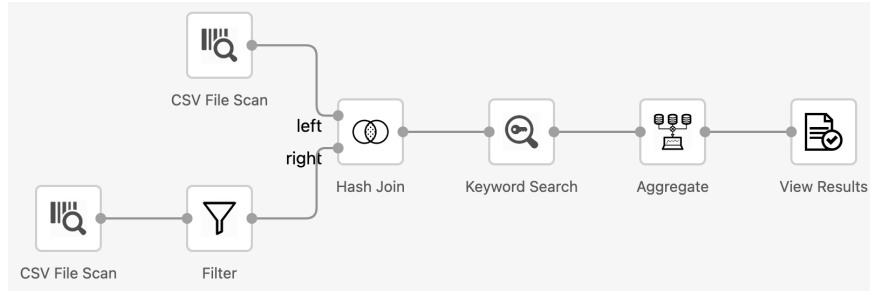 CSV File Scan
left
right
Hash Join
Keyword Search
Aggregate
View Results
CSV File Scan
Filter